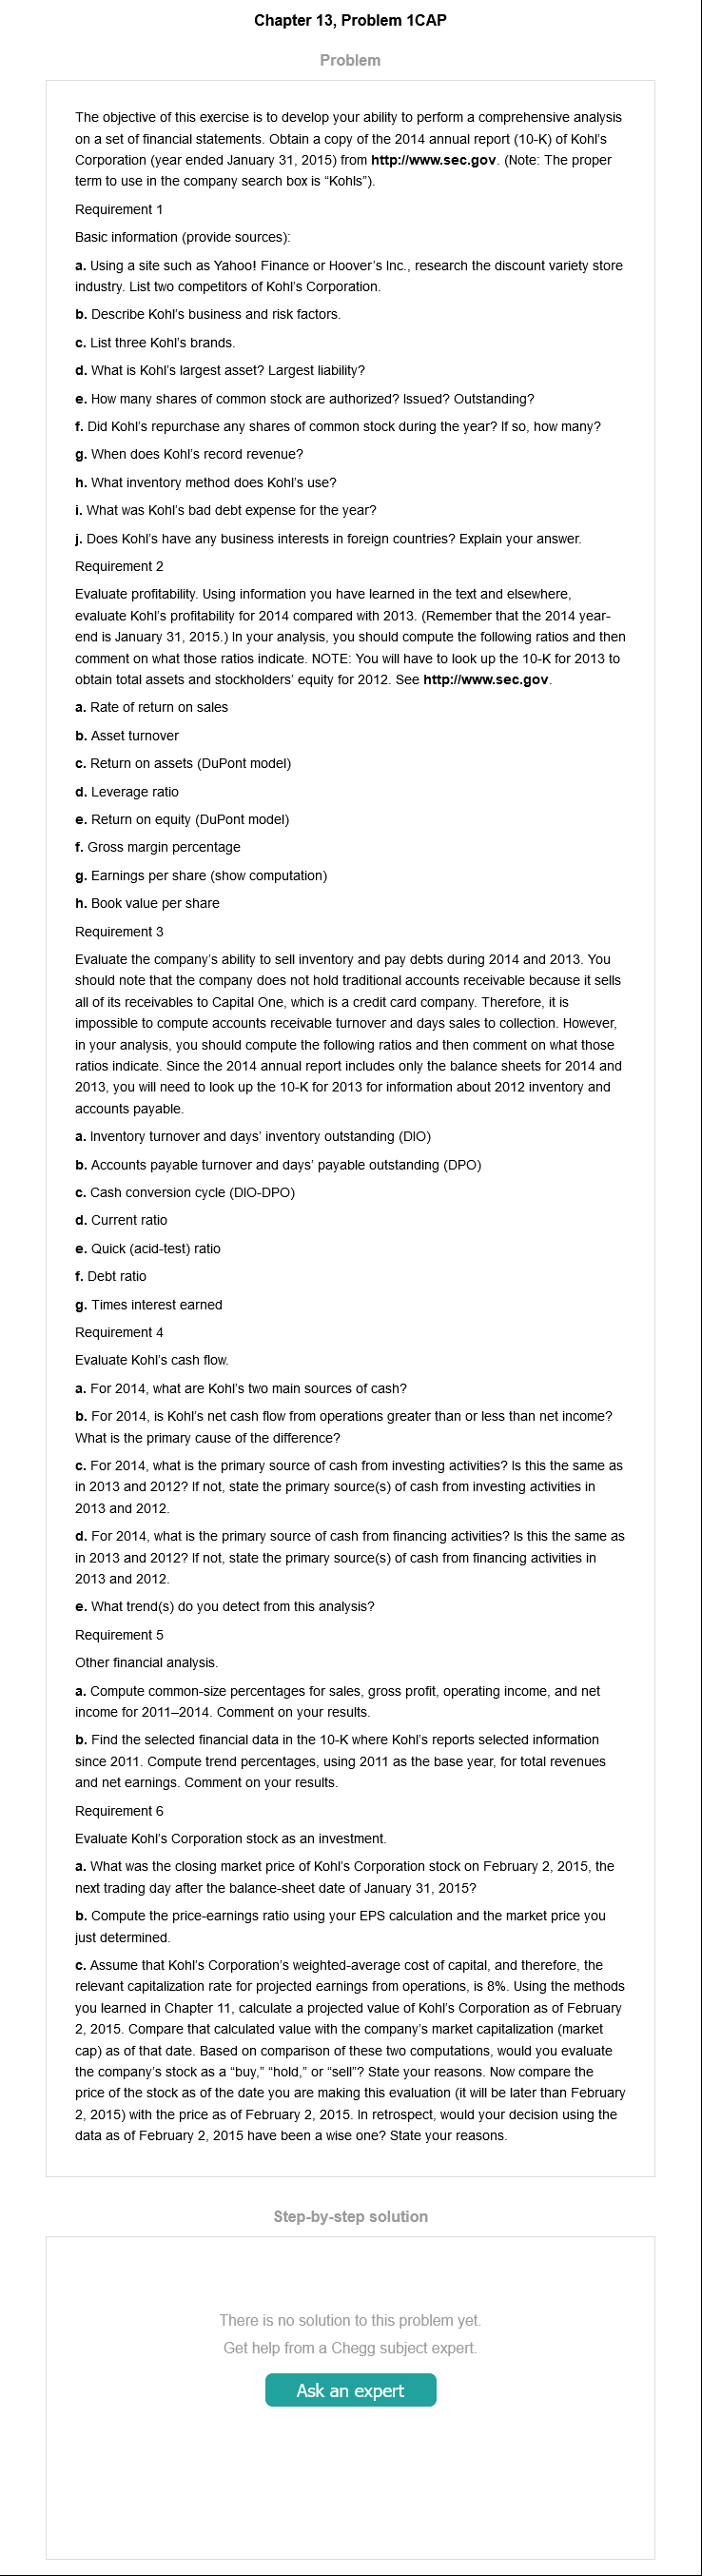 Chapter 13, Problem 1CAP
Problem
The objective of this exercise is to develop your ability to perform a comprehensive analysis
on a set of financial statements. Obtain a copy of the 2014 annual report (10-K) of Kohl's
Corporation (year ended January 31, 2015) from http://www.sec.gov. (Note: The proper
term to use in the company search box is “Kohls”).
Requirement 1
Basic information (provide sources):
a. Using a site such as Yahoo! Finance or Hoover's Inc., research the discount variety store
industry. List two competitors of Kohl's Corporation.
b. Describe Kohl's business and risk factors.
c. List three Kohl's brands.
d. What is Kohl's largest asset? Largest liability?
e. How many shares of common stock are authorized? Issued? Outstanding?
f. Did Kohl's repurchase any shares of common stock during the year? If so, how many?
g. When does Kohl's record revenue?
h. What inventory method does Kohl's use?
i. What was Kohl's bad debt expense for the year?
j. Does Kohl's have any business interests in foreign countries? Explain your answer.
Requirement 2
Evaluate profitability. Using information you have learned in the text and elsewhere,
evaluate Kohl's profitability for 2014 compared with 2013. (Remember that the 2014 year-
end is January 31, 2015.) In your analysis, you should compute the following ratios and then
comment on what those ratios indicate. NOTE: You will have to look up the 10-K for 2013 to
obtain total assets and stockholders' equity for 2012. See http://www.sec.gov.
a. Rate of return on sales
b. Asset turnover
c. Return on assets (DuPont model)
d. Leverage ratio
e. Return on equity (DuPont model)
f. Gross margin percentage
g. Earnings per share (show computation)
h. Book value per share
Requirement 3
Evaluate the company's ability to sell inventory and pay debts during 2014 and 2013. You
should note that the company does not hold traditional accounts receivable because it sells
all of its receivables to Capital One, which is a credit card company. Therefore, it is
impossible to compute accounts receivable turnover and days sales to collection. However,
in your analysis, you should compute the following ratios and then comment on what those
ratios indicate. Since the 2014 annual report includes only the balance sheets for 2014 and
2013, you will need to look up the 10-K for 2013 for information about 2012 inventory and
accounts payable.
a. Inventory turnover and days' inventory outstanding (DIO)
b. Accounts payable turnover and days' payable outstanding (DPO)
c. Cash conversion cycle (DIO-DPO)
d. Current ratio
e. Quick (acid-test) ratio
f. Debt ratio
g. Times interest earned
Requirement 4
Evaluate Kohl's cash flow.
a. For 2014, what are Kohl's two main sources of cash?
b. For 2014, is Kohl's net cash flow from operations greater than or less than net income?
What is the primary cause of the difference?
c. For 2014, what is the primary source of cash from investing activities? Is this the same as
in 2013 and 2012? If not, state the primary source(s) of cash from investing activities in
2013 and 2012.
d. For 2014, what is the primary source of cash from financing activities? Is this the same as
in 2013 and 2012? If not, state the primary source(s) of cash from financing activities in
2013 and 2012.
e. What trend(s) do you detect from this analysis?
Requirement 5
Other financial analysis.
a. Compute common-size percentages for sales, gross profit, operating income, and net
income for 2011–2014. Comment on your results.
b. Find the selected financial data in the 10-K where Kohl's reports selected information
since 2011. Compute trend percentages, using 2011 as the base year, for total revenues
and net earnings. Comment on your results.
Requirement 6
Evaluate Kohl's Corporation stock as an investment.
a. What was the closing market price of Kohl's Corporation stock on February 2, 2015, the
next trading day after the balance-sheet date of January 31, 2015?
b. Compute the price-earnings ratio using your EPS calculation and the market price you
just determined.
c. Assume that Kohl's Corporation's weighted-average cost of capital, and therefore, the
relevant capitalization rate for projected earnings from operations, is 8%. Using the methods
you learned in Chapter 11, calculate a projected value of Kohl's Corporation as of February
2, 2015. Compare that calculated value with the company's market capitalization (market
cap) as of that date. Based on comparison of these two computations, would you evaluate
the company's stock as a “buy,” “hold,” or “sell”? State your reasons. Now compare the
price of the stock as of the date you are making this evaluation (it will be later than February
2, 2015) with the price as of February 2, 2015. In retrospect, would your decision using the
data as of February 2, 2015 have been a wise one? State your reasons.
Step-by-step solution
There is no solution to this problem yet.
Get help from a Chegg subject expert.
Ask an expert